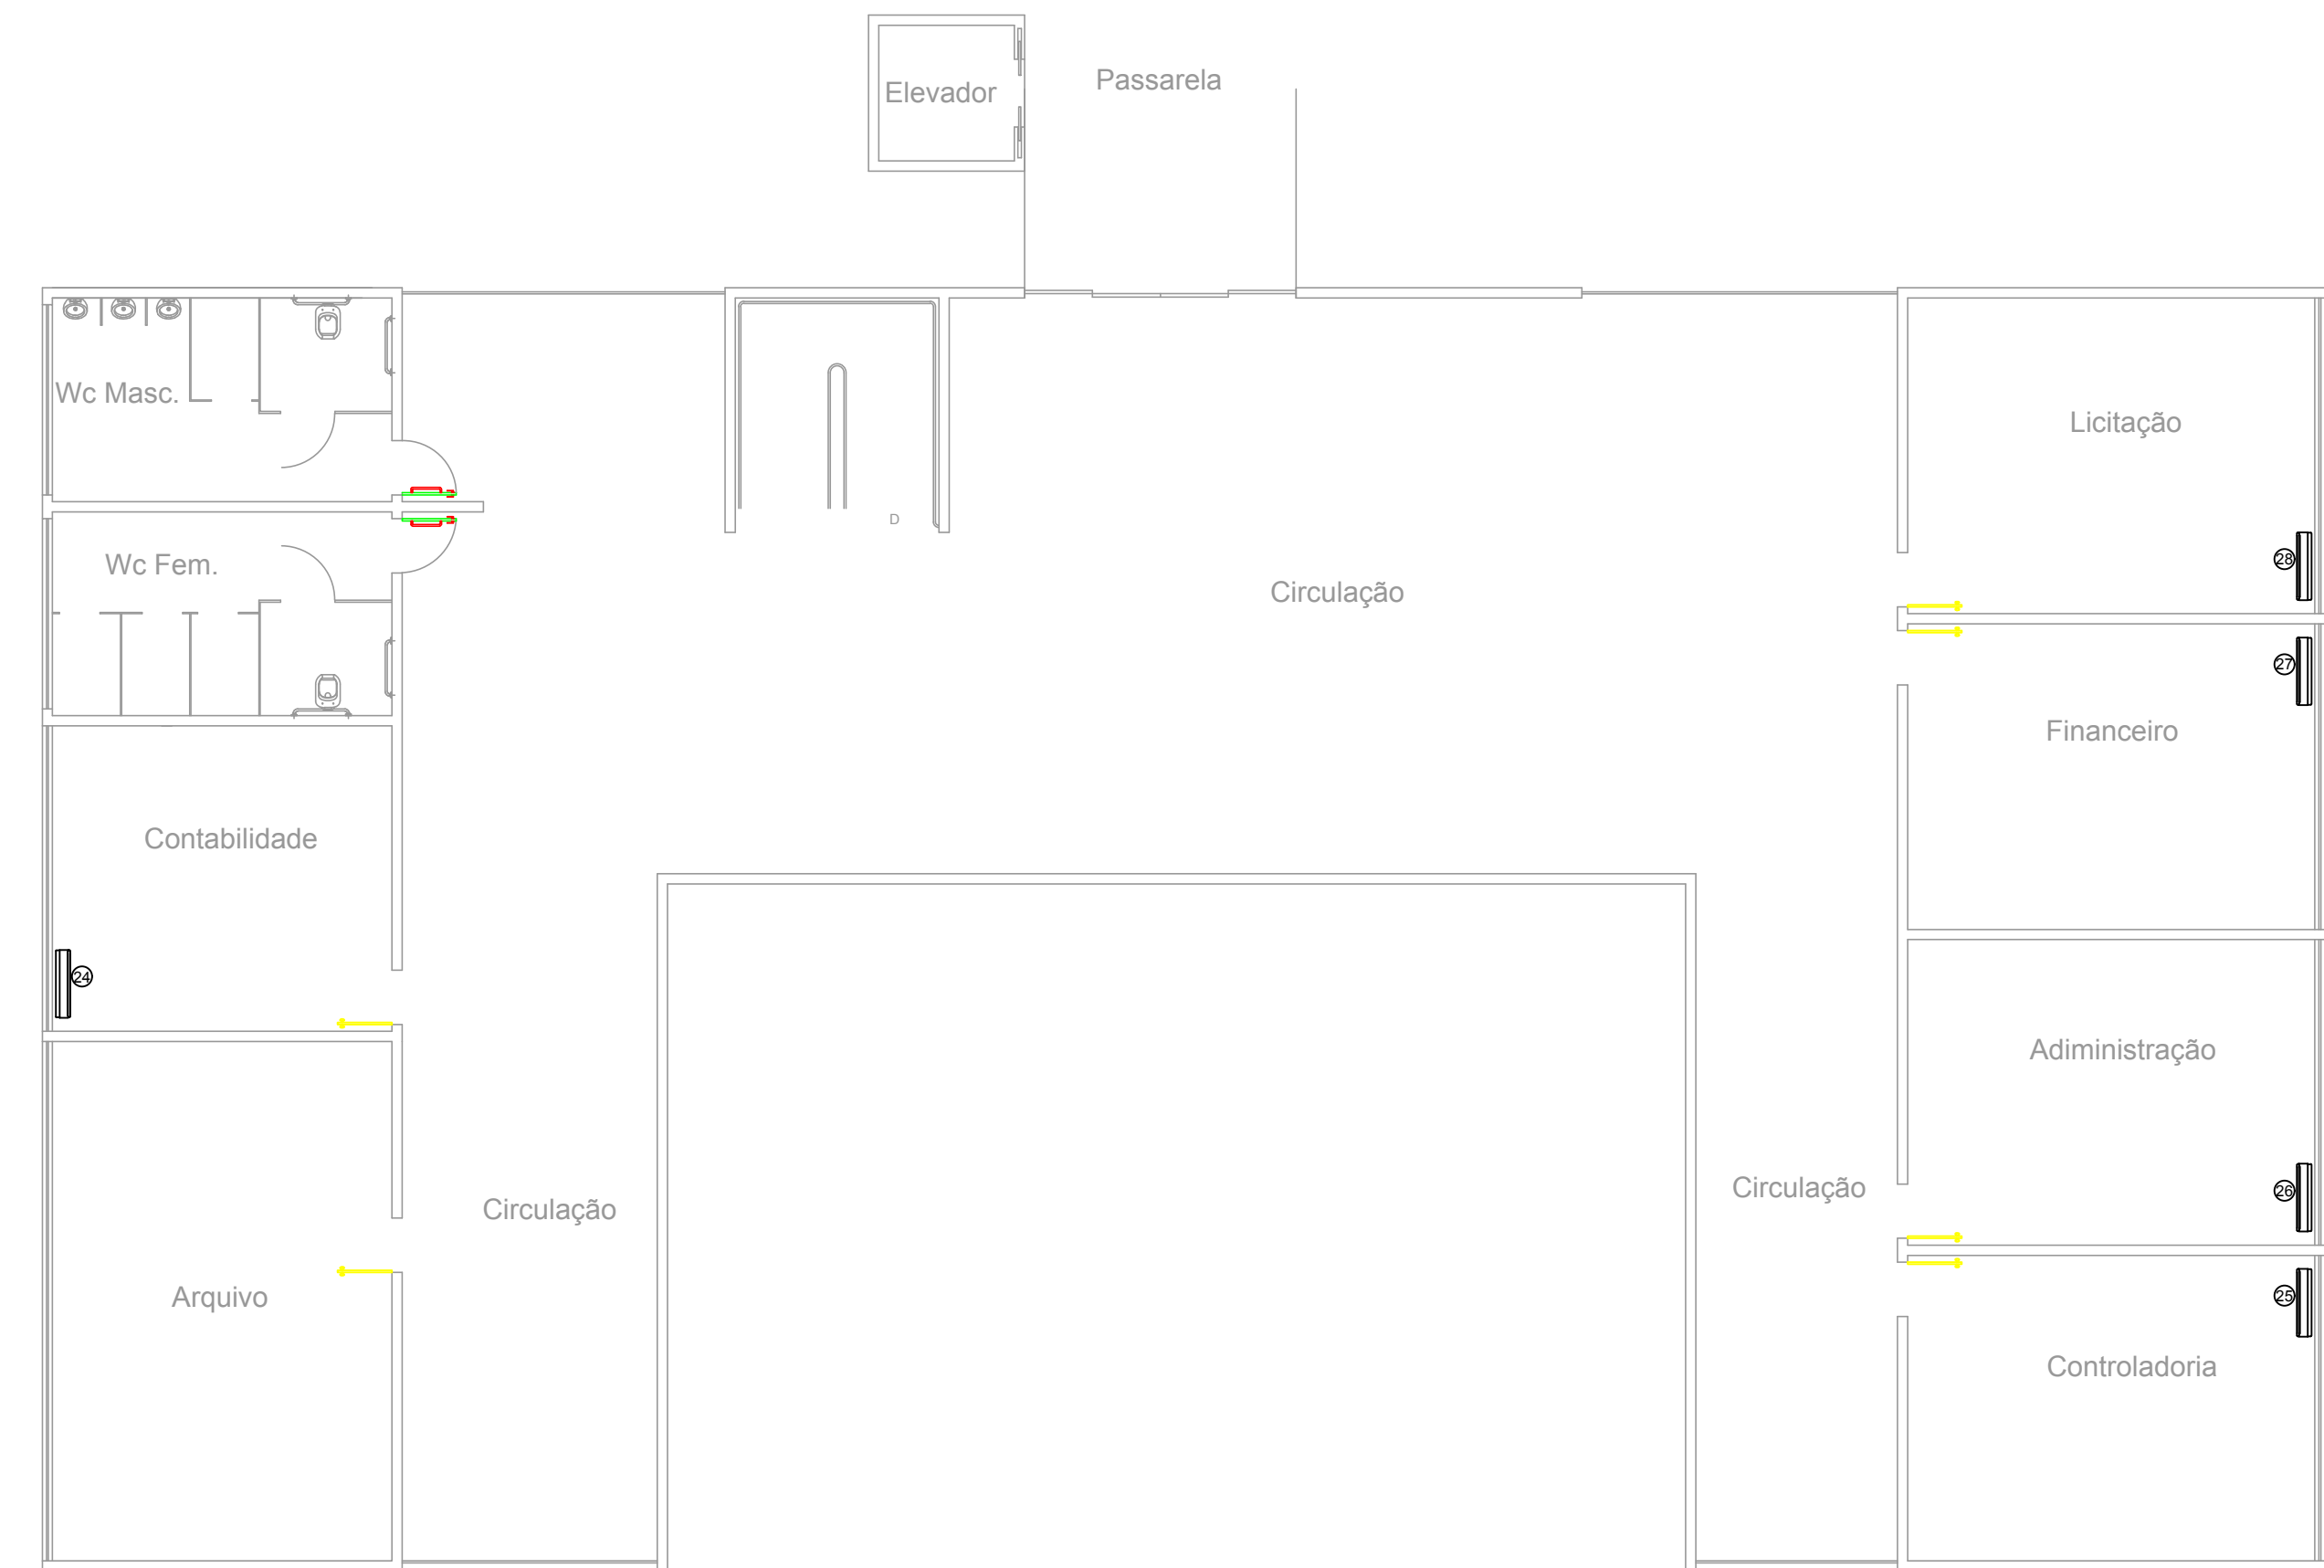 Passarela
Elevador
Wc Masc.
Licitação
D
Wc Fem.
28
Circulação
27
Financeiro
Contabilidade
24
Adiministração
Circulação
26
Circulação
Arquivo
25
Controladoria